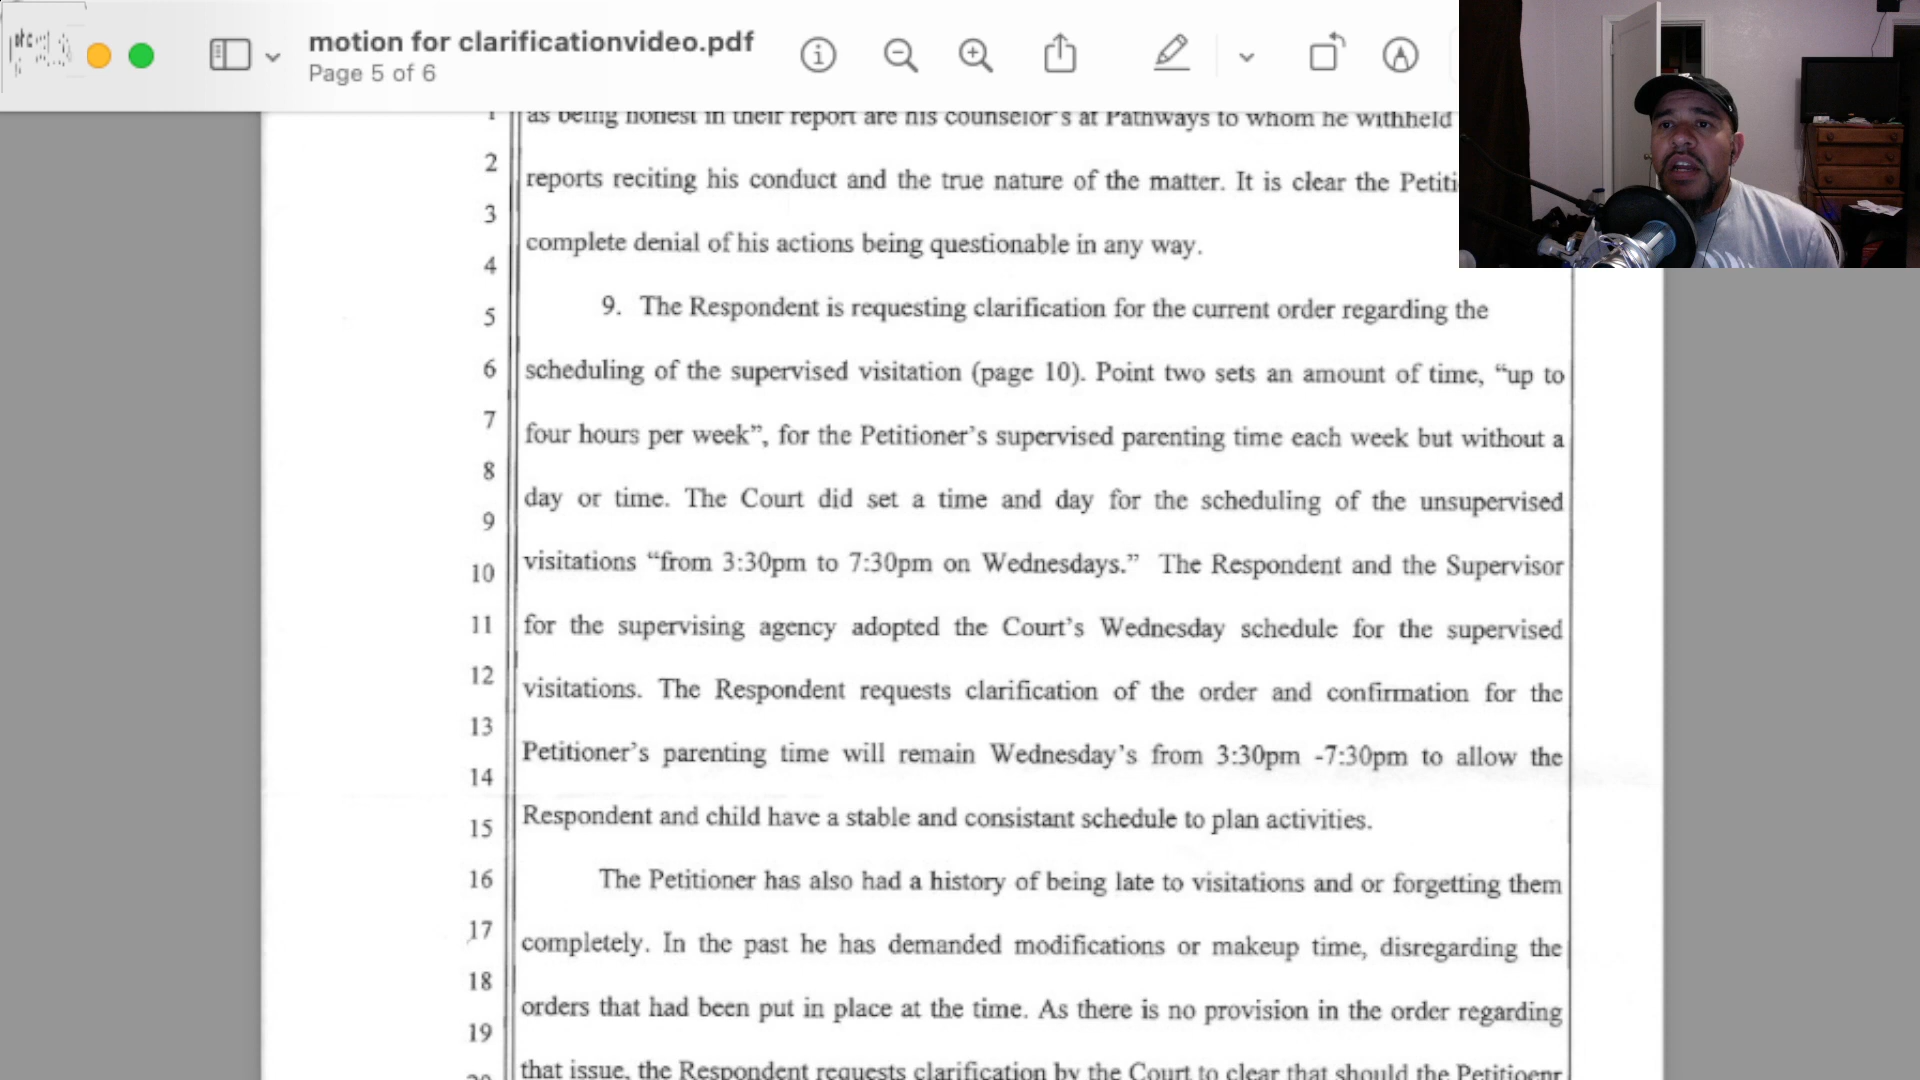 motion for clarificationvideo.pdf
Page 5 of 6
1 as being honest in their report are his counselor's at Pathways to whom he withheld
2 reports reciting his conduct and the true nature of the matter. It is clear the Petiti
3 complete denial of his actions being questionable in any way.
4
5 9. The Respondent is requesting clarification for the current order regarding the
6 scheduling of the supervised visitation (page 10). Point two sets an amount of time, “up to
7 four hours per week”, for the Petitioner’s supervised parenting time each week but without a
8 day or time. The Court did set a time and day for the scheduling of the unsupervised
9
10 visitations “from 3:30pm to 7:30pm on Wednesdays.” The Respondent and the Supervisor
11 for the supervising agency adopted the Court’s Wednesday schedule for the supervised
12 visitations. The Respondent requests clarification of the order and confirmation for the
13 Petitioner’s parenting time will remain Wednesday’s from 3:30pm -7:30pm to allow the
14
15 Respondent and child have a stable and consistant schedule to plan activities.
16 The Petitioner has also had a history of being late to visitations and or forgetting them
17 completely. In the past he has demanded modifications or makeup time, disregarding the
18 orders that had been put in place at the time. As there is no provision in the order regarding
19
20 that issue, the Respondent requests clarification by the Court to clear that should the Petitioenr